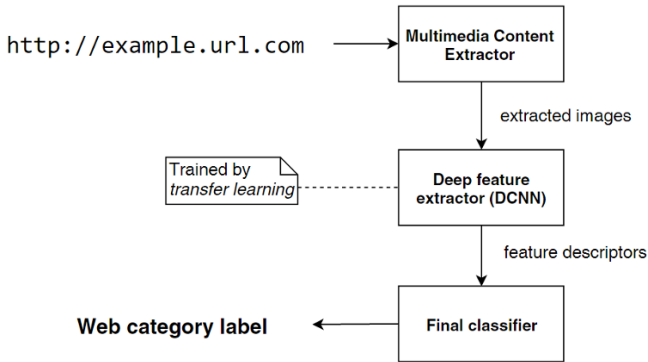 http://example.url.com
Multimedia Content
Extractor
extracted images
Trained by
transfer learning
Deep feature
extractor (DCNN)
feature descriptors
Web category label
Final classifier